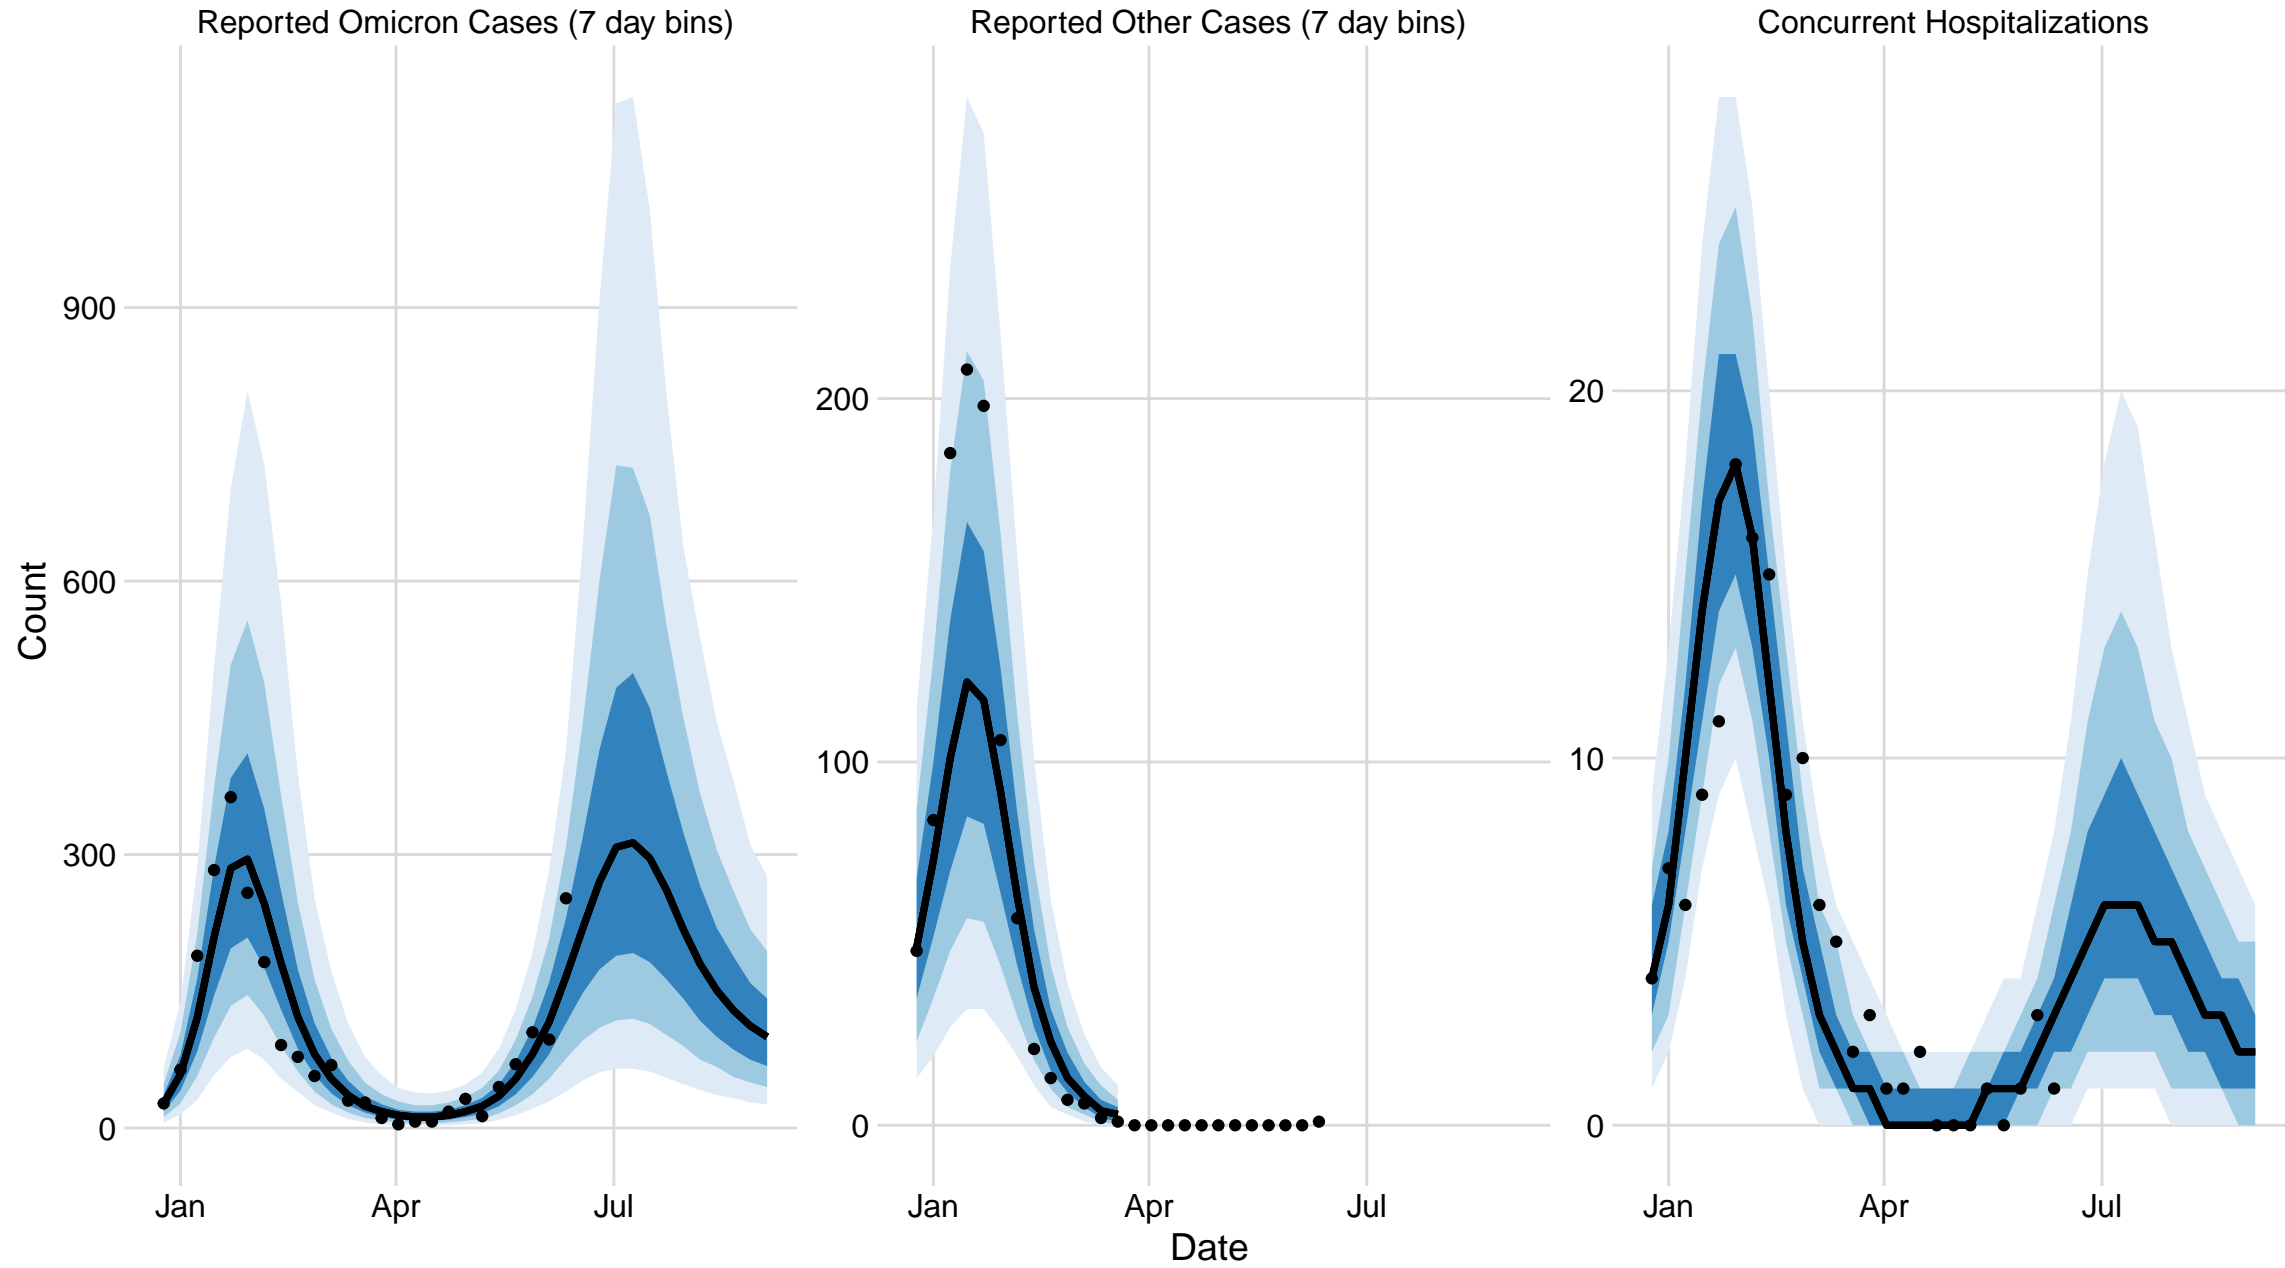 Reported Omicron Cases (7 day bins)
Reported Other Cases (7 day bins)
Concurrent Hospitalizations
Count
900
600
300
0
200
100
0
20
10
0
Jan Apr Jul
Jan Apr Jul
Jan Apr Jul
Date